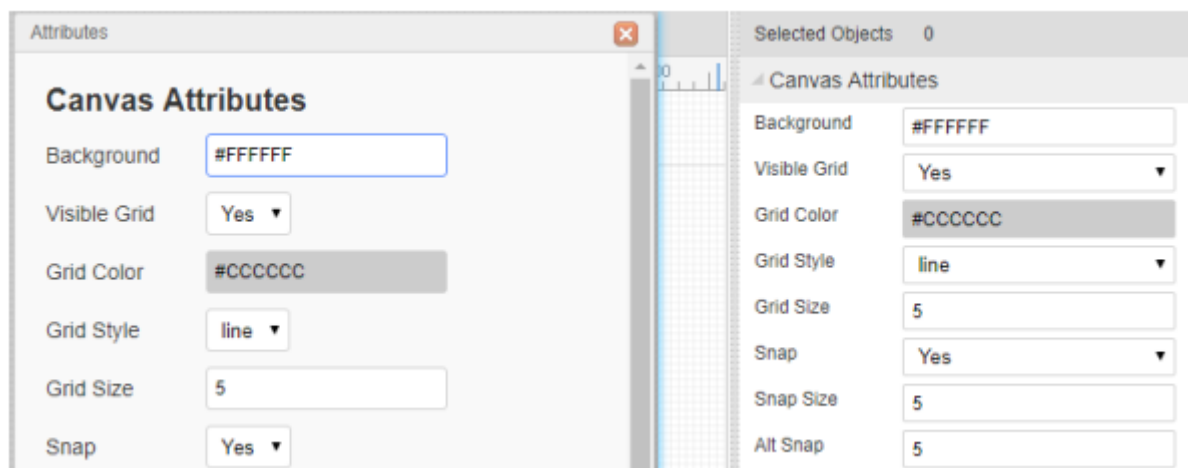 Attributes
Canvas Attributes
Background #FFFFFF
Visible Grid Yes
Grid Color #CCCCCC
Grid Style line
Grid Size 5
Snap Yes
Selected Objects 0
Canvas Attributes
Background #FFFFFF
Visible Grid Yes
Grid Color #CCCCCC
Grid Style line
Grid Size 5
Snap Yes
Snap Size 5
Alt Snap 5